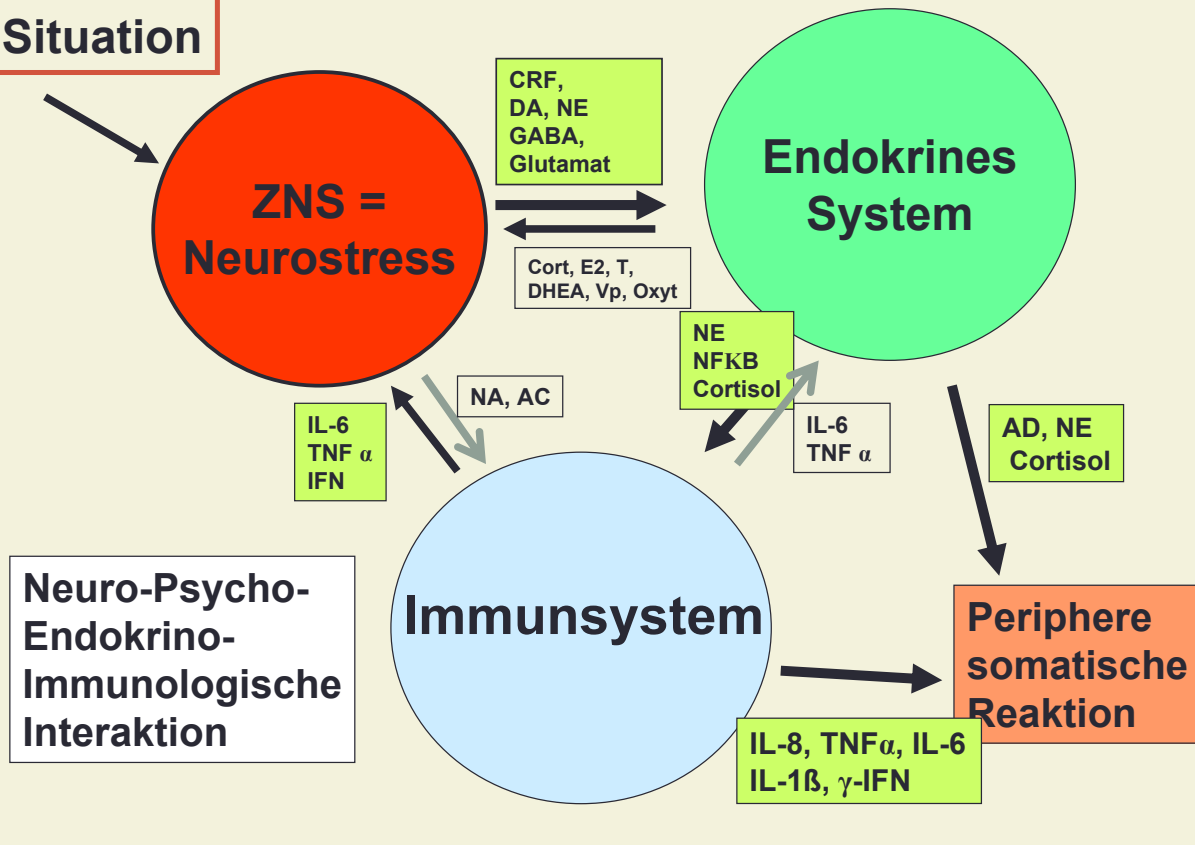 Situation
CRF,
DA, NE
GABA,
Glutamat
ZNS =
Neurostress
Endokrines
System
Cort, E2, T,
DHEA, Vp, Oxyt
NE
NFKB
Cortisol
NA, AC
IL-6
TNF α
IFN
IL-6
TNF α
AD, NE
Cortisol
Neuro-Psycho-
Endokrino-
Immunologische
Interaktion
Immunsystem
Periphere
somatische
Reaktion
IL-8, TNFα, IL-6
IL-1ß, γ-IFN